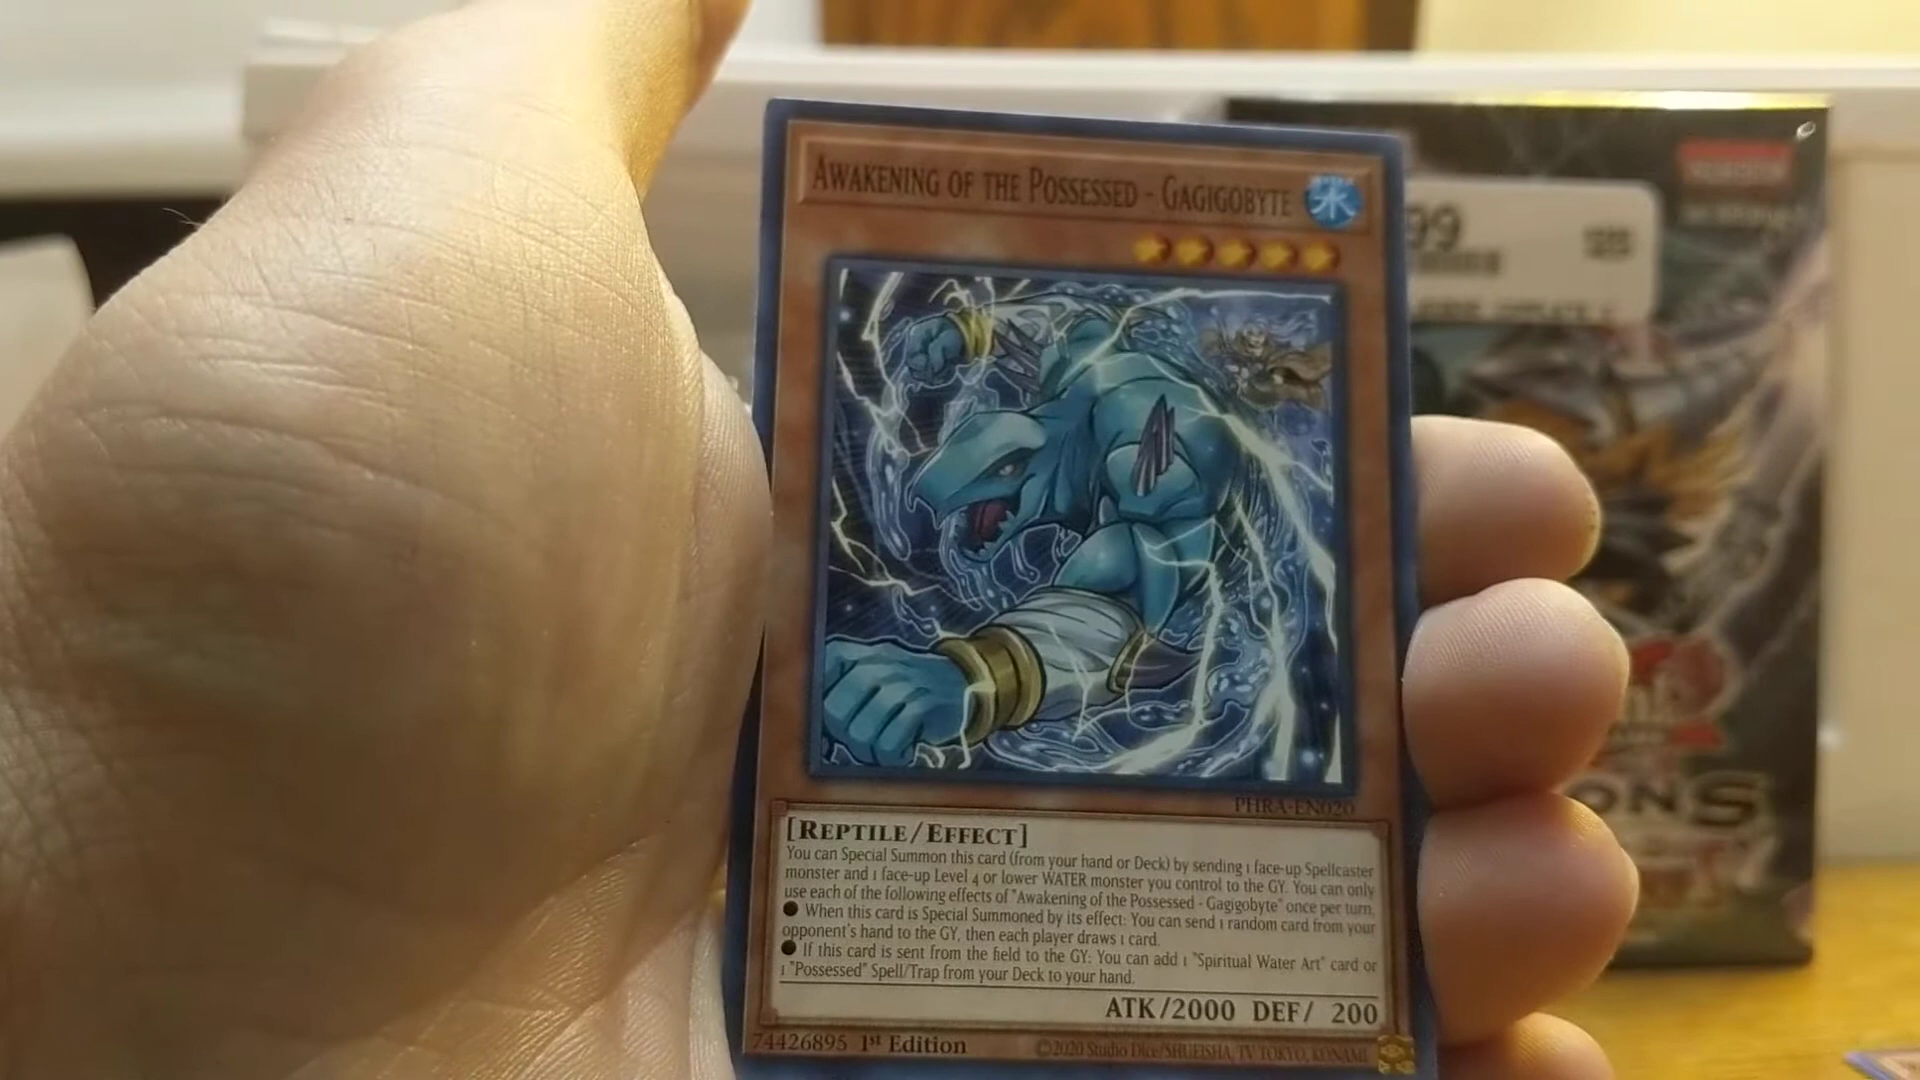 AWAKENING OF THE POSSESSED - GAGIGOBYTE
水
99
PHRA-EN020
[REPTILE/EFFECT]
You can Special Summon this card (from your hand or Deck) by sending 1 face-up Spellcaster
monster and 1 face-up Level 4 or lower WATER monster you control to the GY. You can only
use each of the following effects of "Awakening of the Possessed - Gagigobyte" once per turn.
● When this card is Special Summoned by its effect: You can send 1 random card from your
opponent's hand to the GY, then each player draws 1 card.
● If this card is sent from the field to the GY: You can add 1 "Spiritual Water Art" card or
1 "Possessed" Spell/Trap from your Deck to your hand.
ATK/2000 DEF/ 200
74426895 1st Edition ©2020 Studio Dice/SHUEISHA, TV TOKYO, KONAMI
ONS